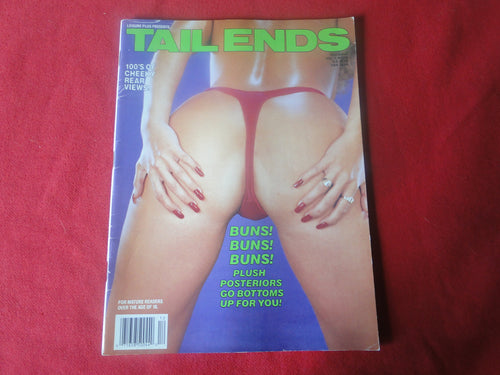 LEISURE PLUS PRESENTS
TAIL ENDS
100'S OF
CHEEKY
REAR
VIEWS!
BUNS!
BUNS!
BUNS!
PLUSH
POSTERIORS
GO BOTTOMS
UP FOR YOU!
FOR MATURE READERS
OVER THE AGE OF 18.